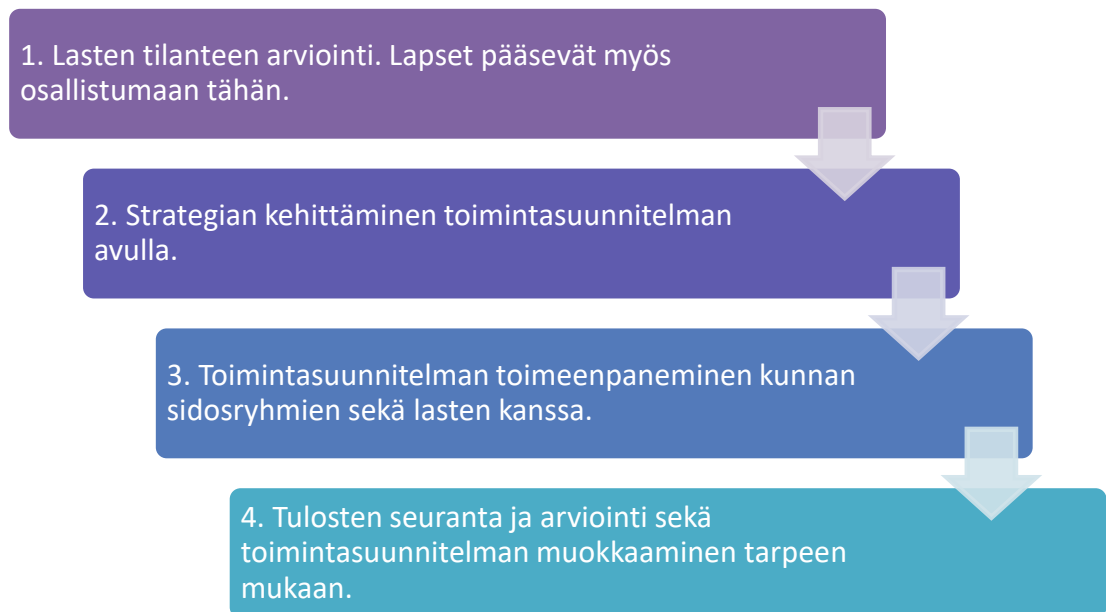 1. Lasten tilanteen arviointi. Lapset pääsevät myös
osallistumaan tähän.
2. Strategian kehittäminen toimintasuunnitelman
avulla.
3. Toimintasuunnitelman toimeenpaneminen kunnan
sidosryhmien sekä lasten kanssa.
4. Tulosten seuranta ja arviointi sekä
toimintasuunnitelman muokkaaminen tarpeen
mukaan.